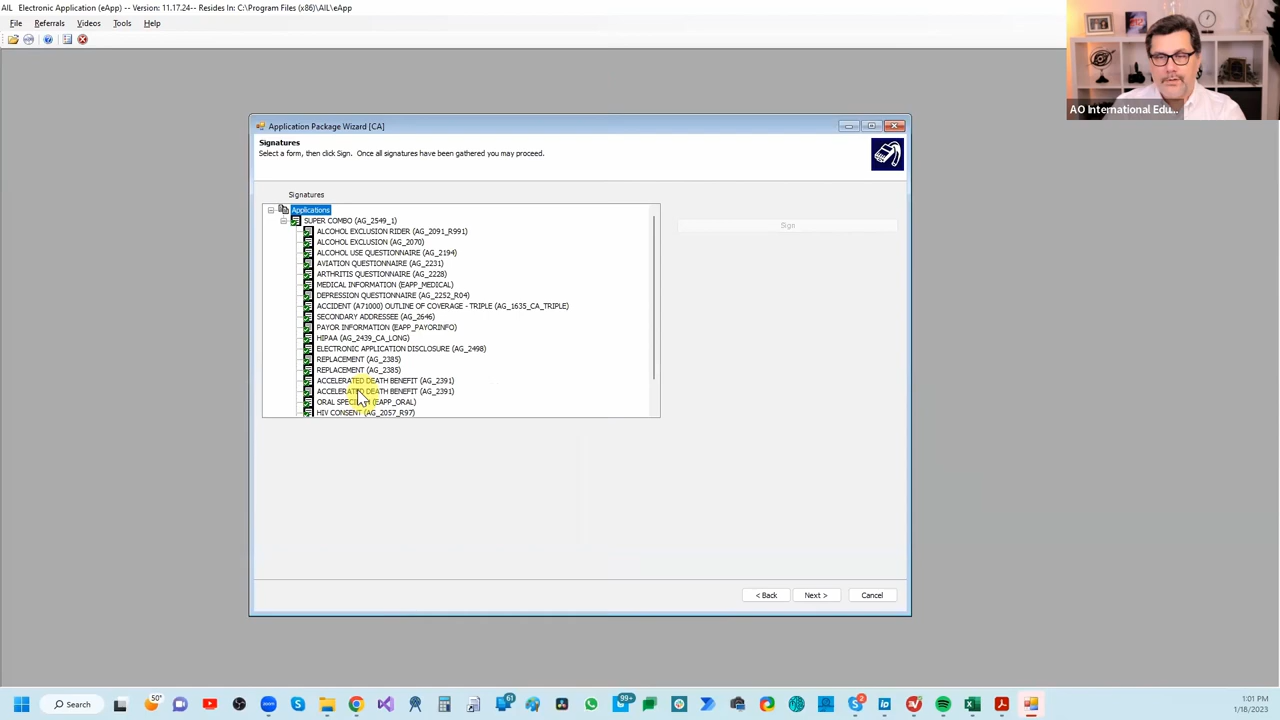 AIL   Electronic Application (eApp) -- Version: 11.17.24-- Resides In: C:\Program Files (x86)\AIL\eApp
File   Referrals   Videos   Tools   Help
AO International Edu...
Application Package Wizard [CA]
Signatures
Select a form, then click Sign.  Once all signatures have been gathered you may proceed.
Signatures
Applications
SUPER COMBO (AG_2549_1)
Sign
ALCOHOL EXCLUSION RIDER (AG_2091_R991)
ALCOHOL EXCLUSION (AG_2070)
ALCOHOL USE QUESTIONNAIRE (AG_2194)
AVIATION QUESTIONNAIRE (AG_2231)
ARTHRITIS QUESTIONNAIRE (AG_2228)
MEDICAL INFORMATION (EAPP_MEDICAL)
DEPRESSION QUESTIONNAIRE (AG_2252_R04)
ACCIDENT (A71000) OUTLINE OF COVERAGE - TRIPLE (AG_1635_CA_TRIPLE)
SECONDARY ADDRESSEE (AG_2646)
PAYOR INFORMATION (EAPP_PAYORINFO)
HIPAA (AG_2439_CA_LONG)
ELECTRONIC APPLICATION DISCLOSURE (AG_2498)
REPLACEMENT (AG_2385)
REPLACEMENT (AG_2385)
ACCELERATED DEATH BENEFIT (AG_2391)
ACCELERATED DEATH BENEFIT (AG_2391)
ORAL (EAPP_ORAL)
HIV CONSENT (AG_2057_R97)
< Back   Next >   Cancel
Search
50°
61
99+
2
1:01 PM
1/18/2023